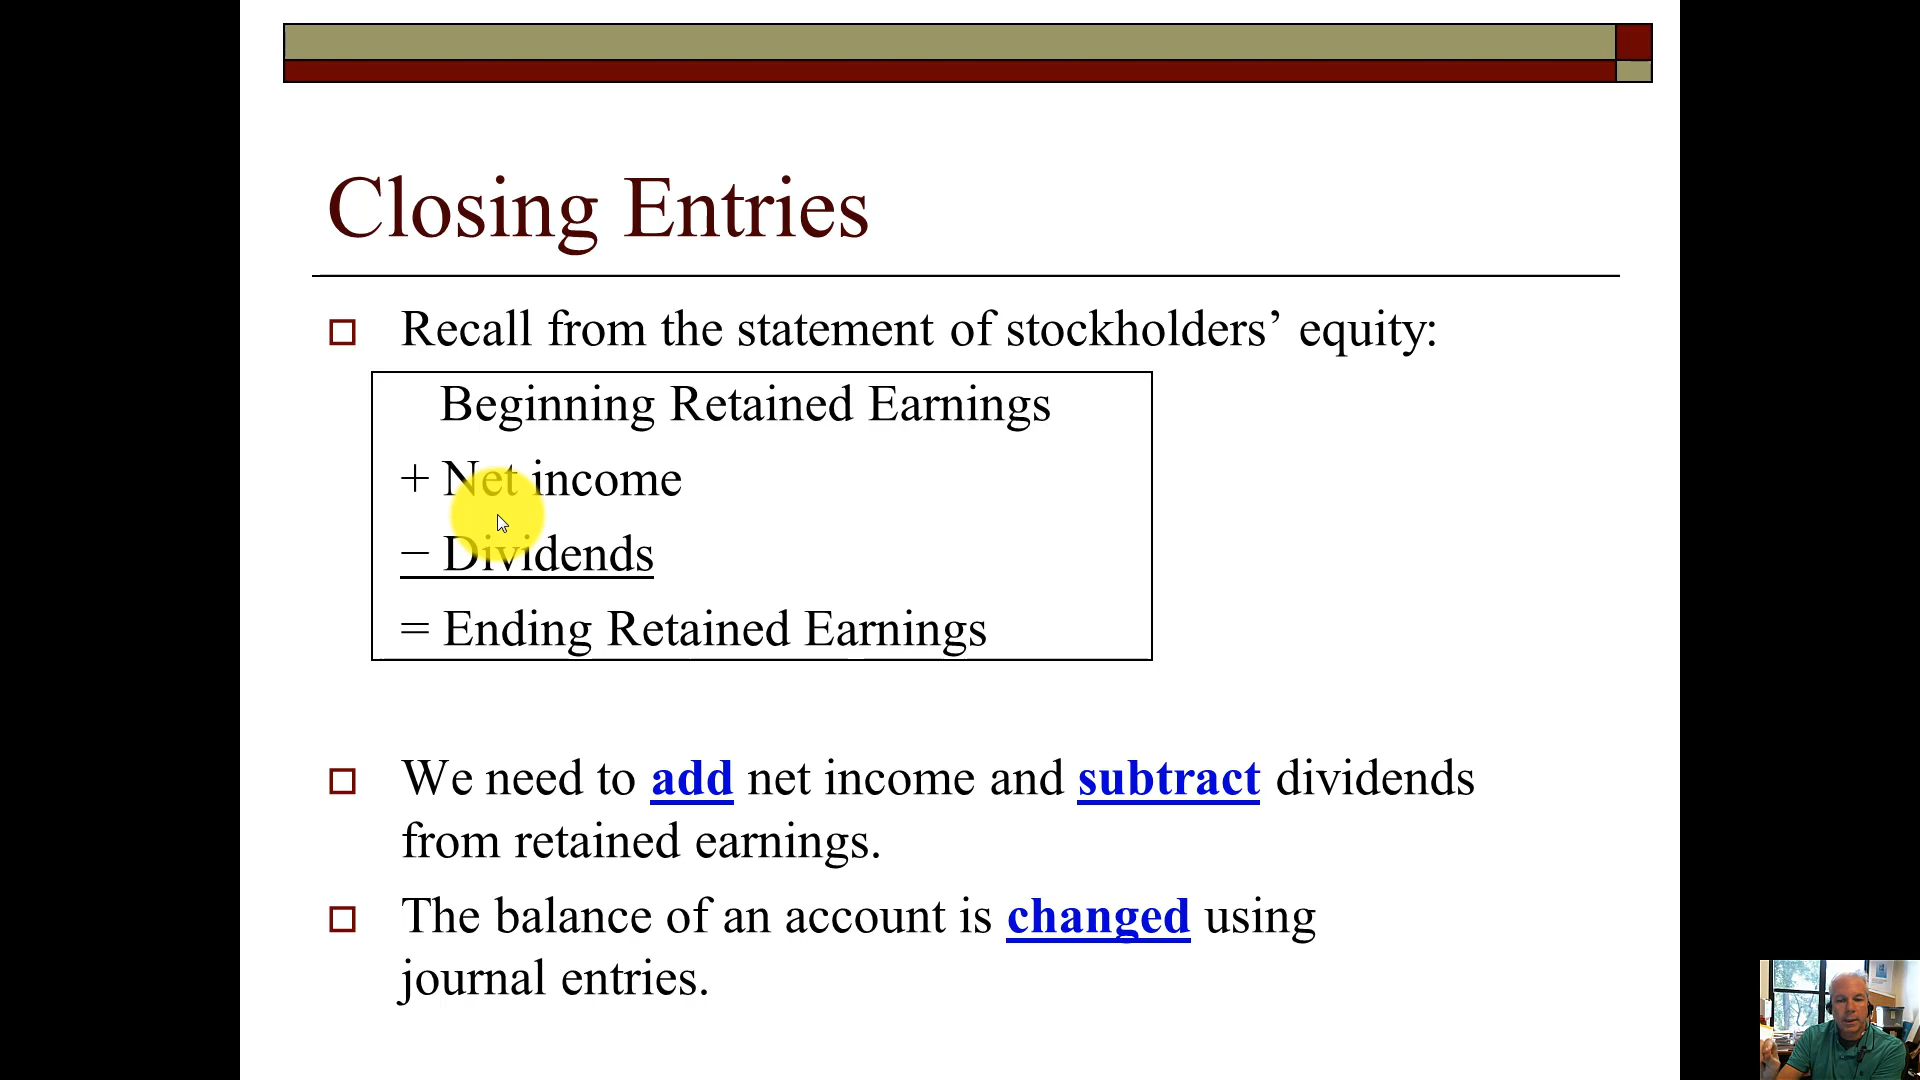 Closing Entries
Recall from the statement of stockholders’ equity:
Beginning Retained Earnings
+ Net income
− Dividends
= Ending Retained Earnings
We need to add net income and subtract dividends
from retained earnings.
The balance of an account is changed using
journal entries.